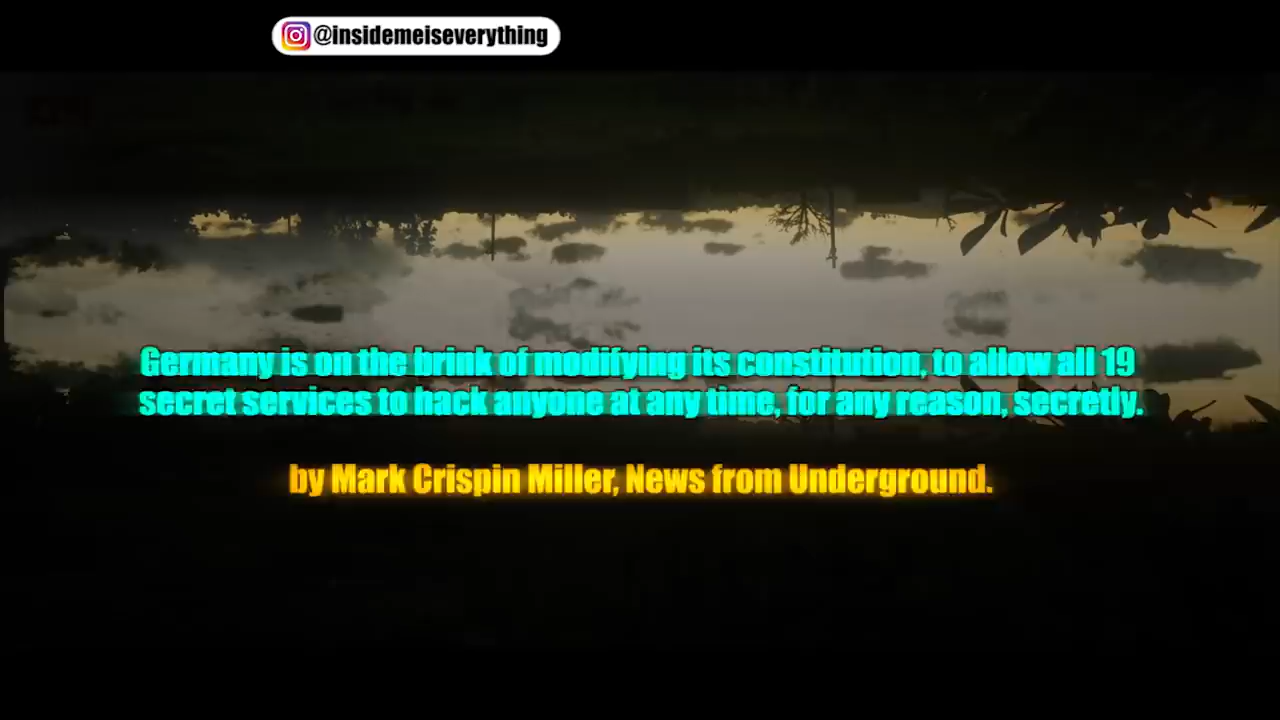 @insidemeiseverything
Germany is on the brink of modifying its constitution, to allow all 19
secret services to hack anyone at any time, for any reason, secretly.
by Mark Crispin Miller, News from Underground.